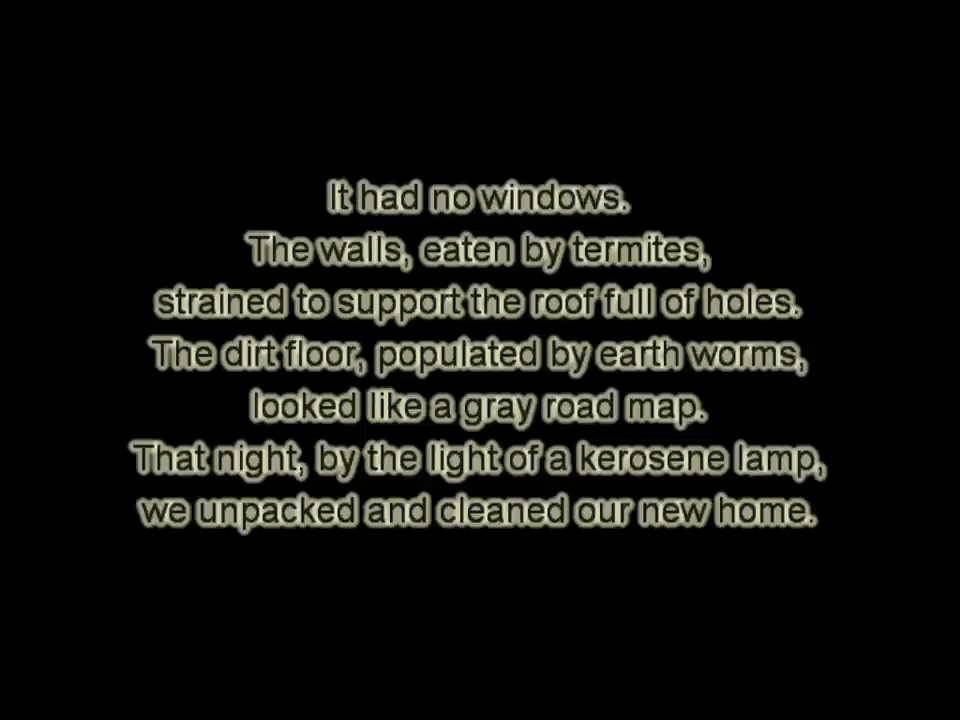 It had no windows.
The walls, eaten by termites,
strained to support the roof full of holes.
The dirt floor, populated by earth worms,
looked like a gray road map.
That night, by the light of a kerosene lamp,
we unpacked and cleaned our new home.